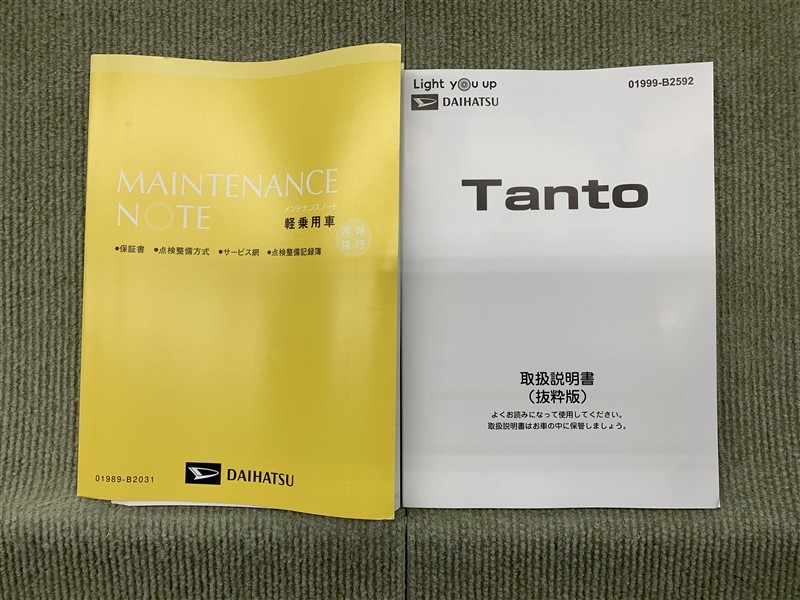 MAINTENANCE
NOTE
メンテナンスノート
軽乗用車
常時
携行
●保証書 ●点検整備方式 ●サービス網 ●点検整備記録簿
01989-B2031
DAIHATSU
Light you up
DAIHATSU
01999-B2592
Tanto
取扱説明書
（抜粋版）
よくお読みになって使用してください。
取扱説明書はお車の中に保管しましょう。